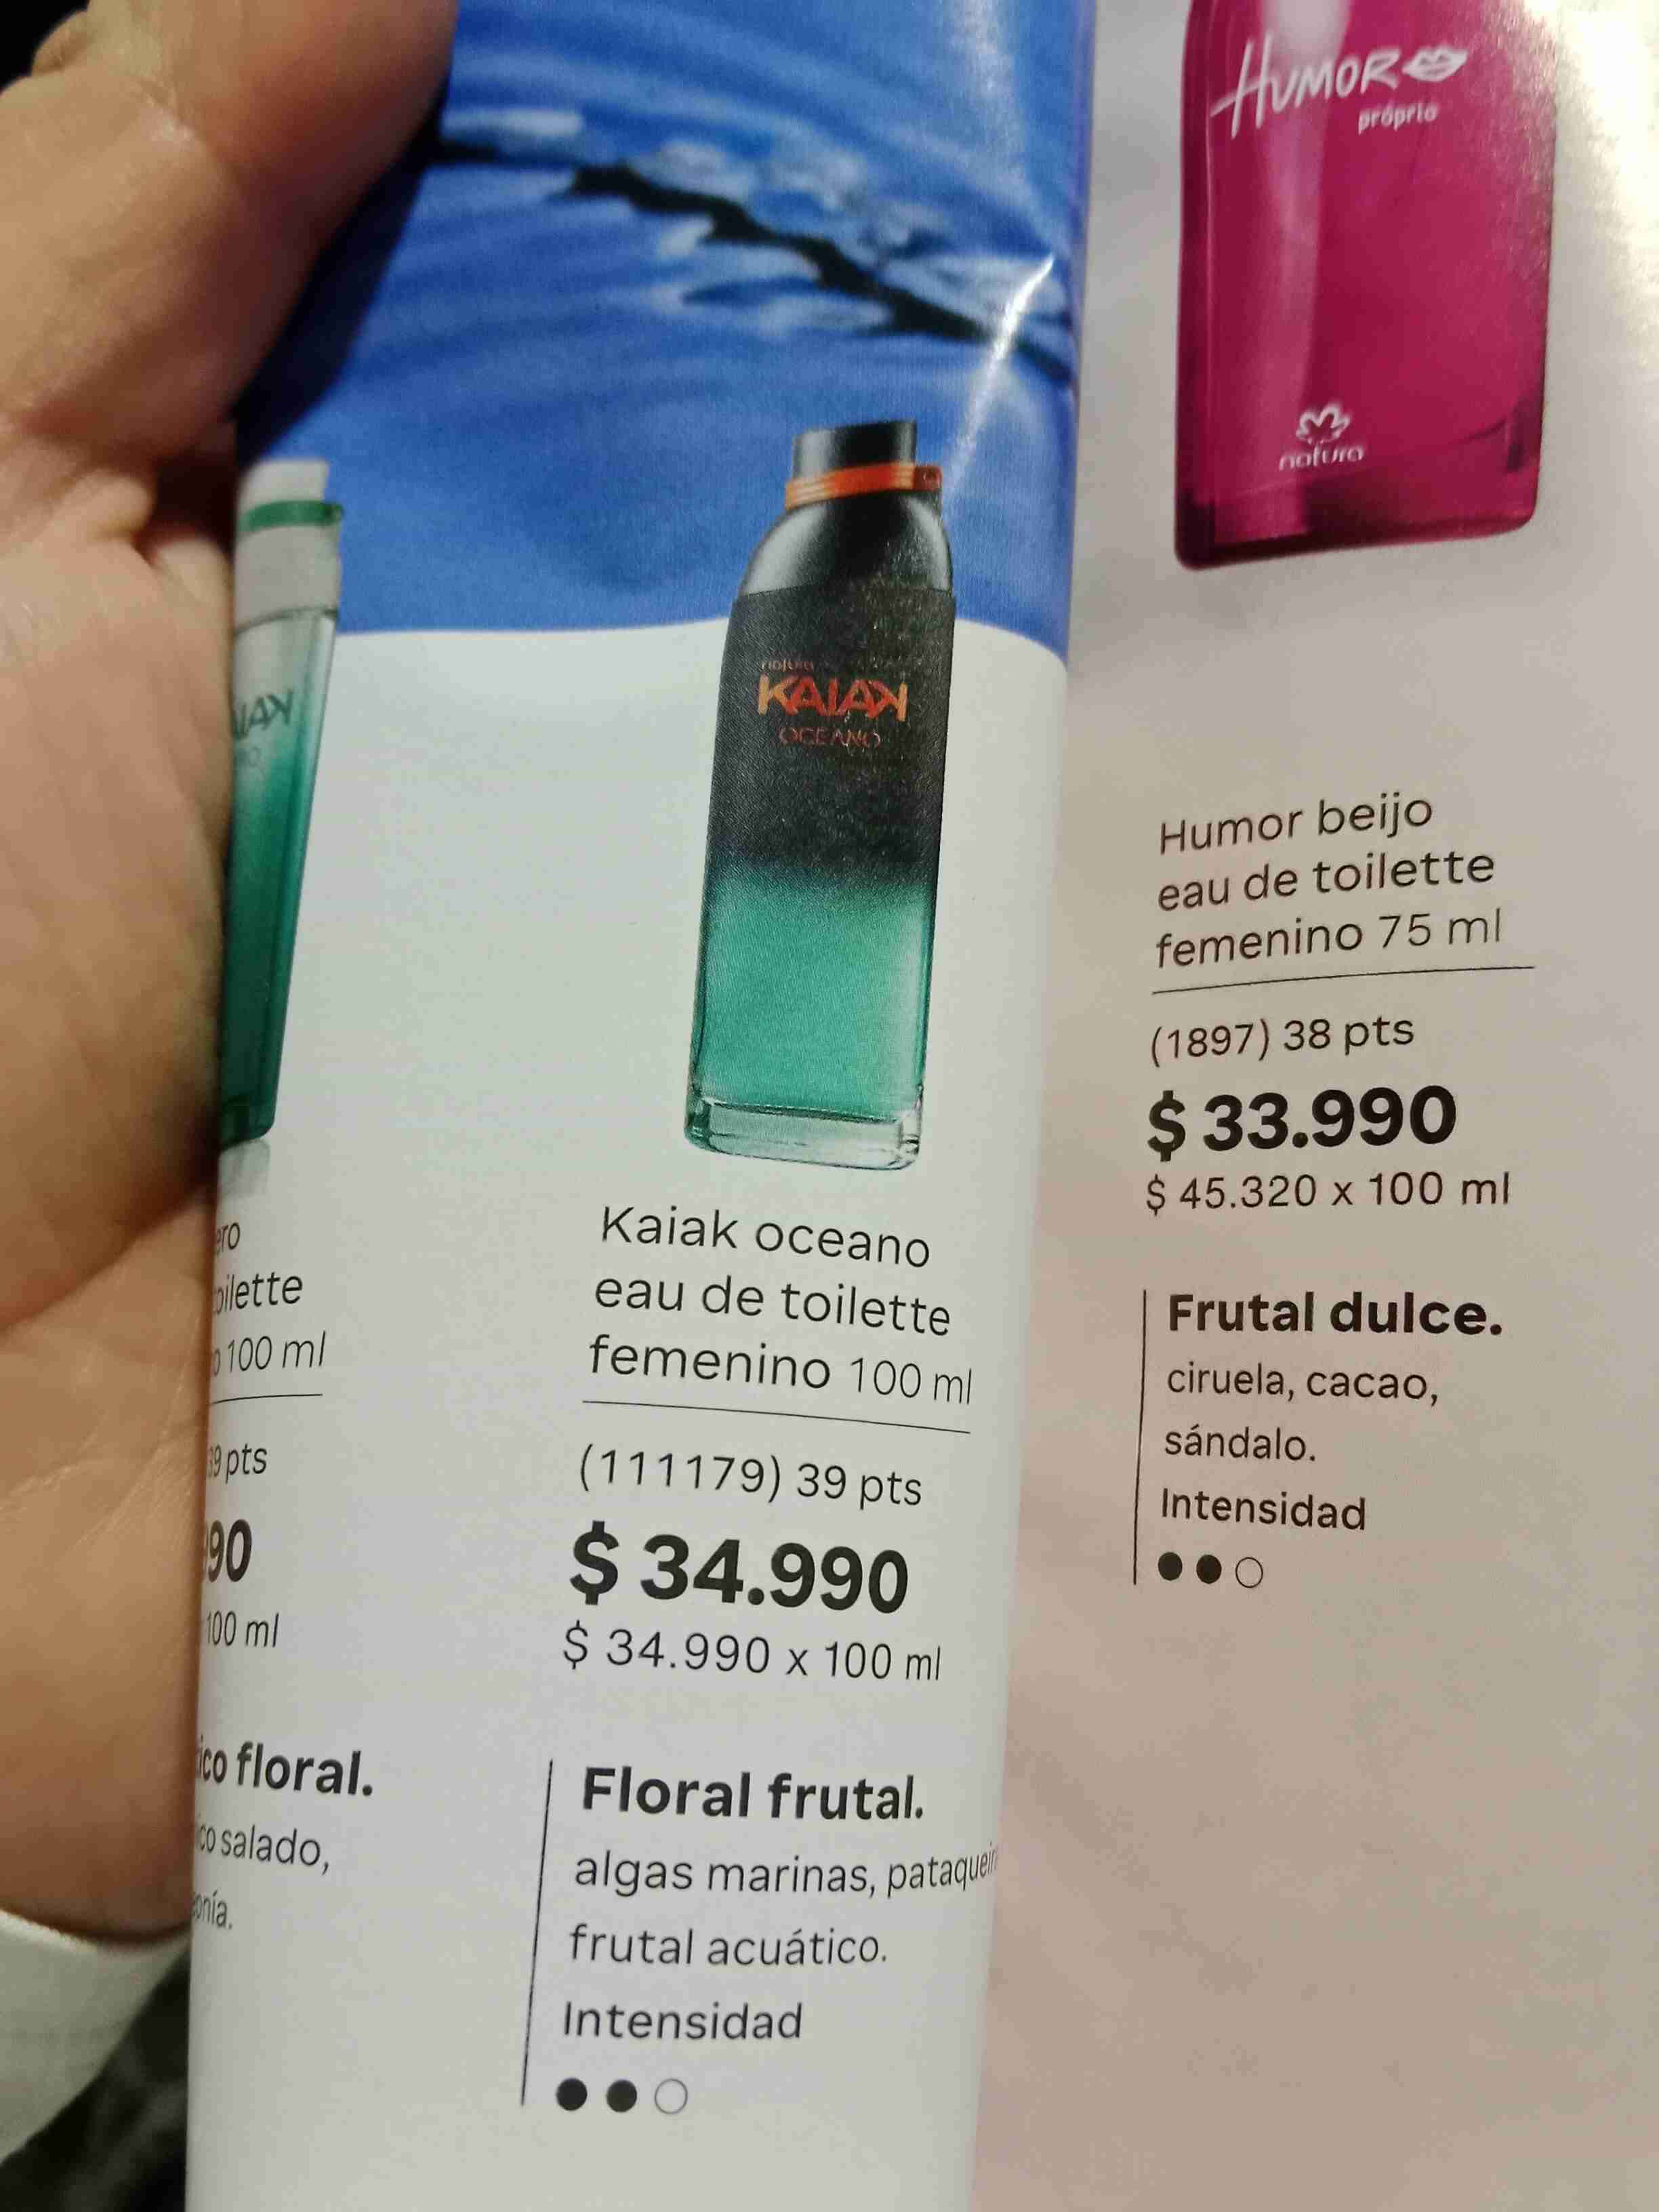 HUMOR
próprio
natura
natura
KAIAK
OCEANO
ilette
100 ml
pts
90
100 ml
floral.
salado,
Kaiak oceano
eau de toilette
femenino 100 ml
(111179) 39 pts
$ 34.990
$ 34.990 x 100 ml
Floral frutal.
algas marinas,
frutal acuático.
Intensidad
Humor beijo
eau de toilette
femenino 75 ml
(1897) 38 pts
$ 33.990
$ 45.320 x 100 ml
Frutal dulce.
ciruela, cacao,
sándalo.
Intensidad